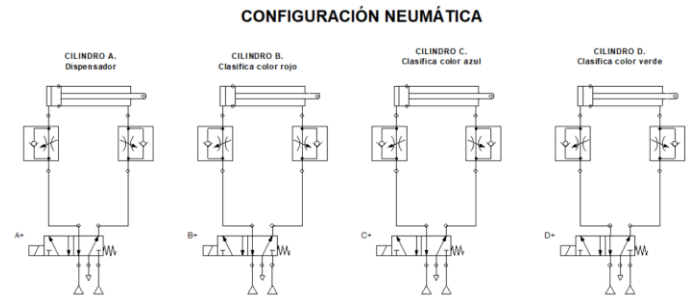 CONFIGURACIÓN NEUMÁTICA
CILINDRO A.
Dispensador
CILINDRO B.
Clasifica color rojo
CILINDRO C.
Clasifica color azul
CILINDRO D.
Clasifica color verde
A+
B+
C+
D+